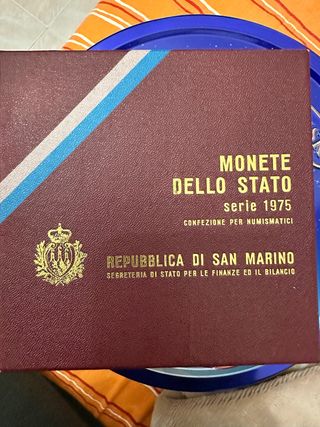 MONETE
DELLO STATO
serie 1975
CONFEZIONE PER NUMISMATICI
REPUBBLICA DI SAN MARINO
SEGRETERIA DI STATO PER LE FINANZE ED IL BILANCIO